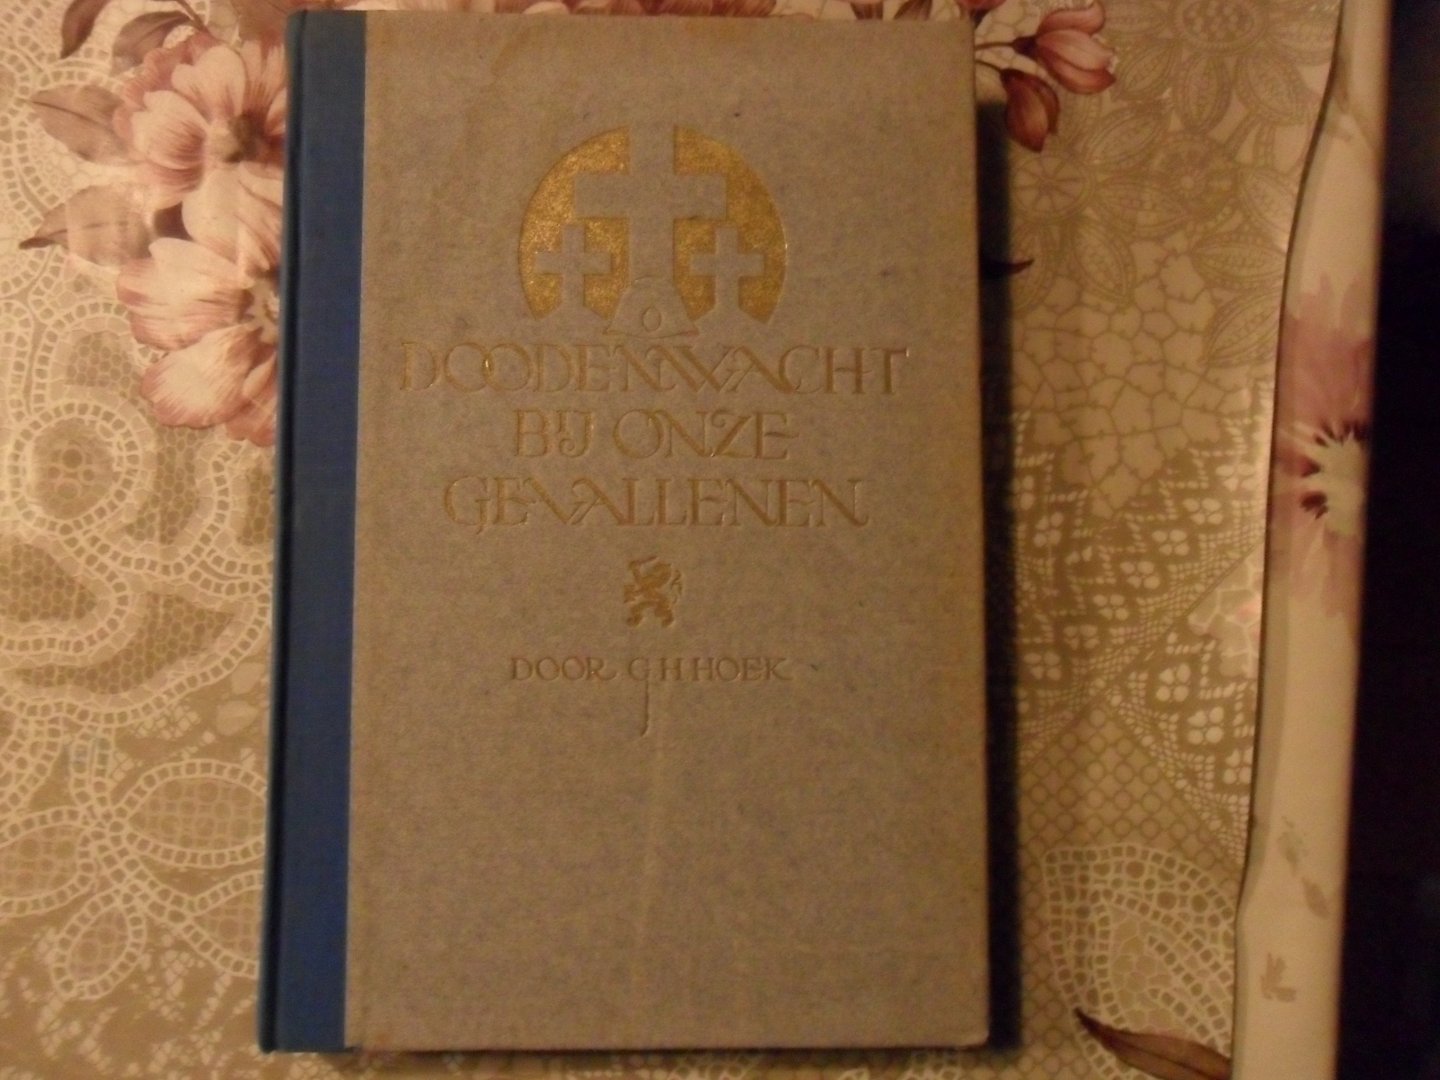 DOODENWACHT
BIJ ONZE
GEVALLENEN
DOOR G H HOEK